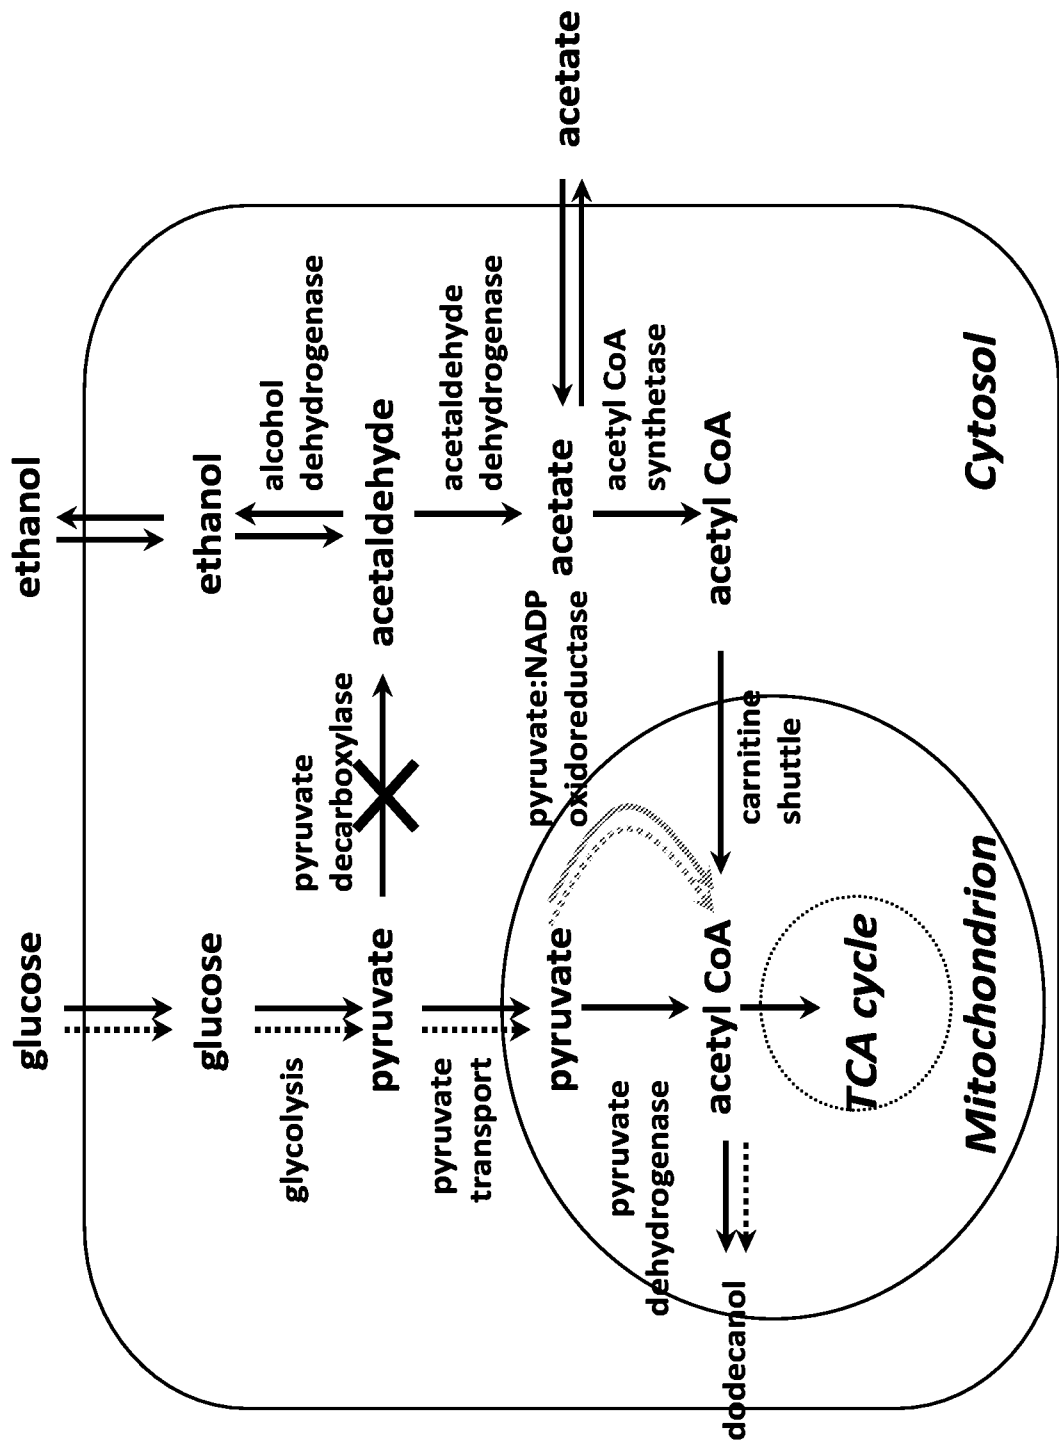 glucose
ethanol
glucose
ethanol
glycolysis
pyruvate
decarboxylase
alcohol
dehydrogenase
pyruvate
acetaldehyde
pyruvate
transport
acetaldehyde
dehydrogenase
pyruvate
pyruvate:NADP
oxidoreductase
acetate
acetate
pyruvate
dehydrogenase
acetyl CoA
synthetase
dodecanol
acetyl CoA
acetyl CoA
carnitine
shuttle
TCA cycle
Mitochondrion
Cytosol